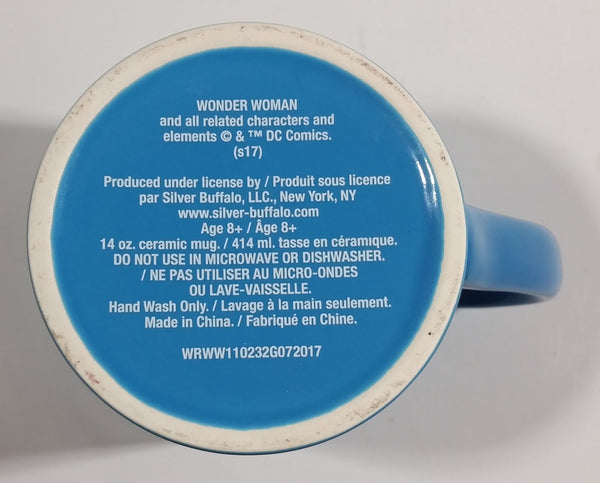 WONDER WOMAN
and all related characters and
elements © & ™ DC Comics.
(s17)
Produced under license by / Produit sous licence
par Silver Buffalo, LLC., New York, NY
www.silver-buffalo.com
Age 8+ / Âge 8+
14 oz. ceramic mug. / 414 ml. tasse en céramique.
DO NOT USE IN MICROWAVE OR DISHWASHER.
/ NE PAS UTILISER AU MICRO-ONDES
OU LAVE-VAISSELLE.
Hand Wash Only. / Lavage à la main seulement.
Made in China. / Fabriqué en Chine.
WRWW110232G072017